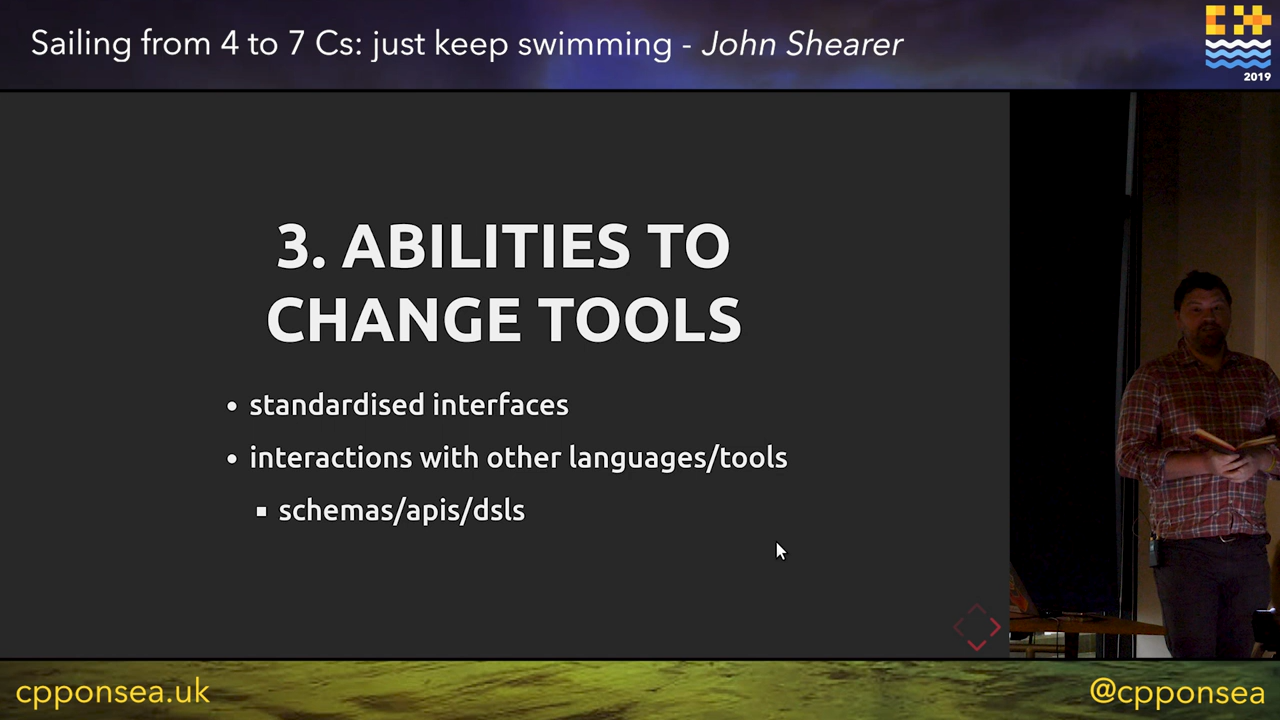 Sailing from 4 to 7 Cs: just keep swimming - John Shearer
2019
3. ABILITIES TO
CHANGE TOOLS
• standardised interfaces
• interactions with other languages/tools
▪ schemas/apis/dsls
cpponsea.uk
@cpponsea